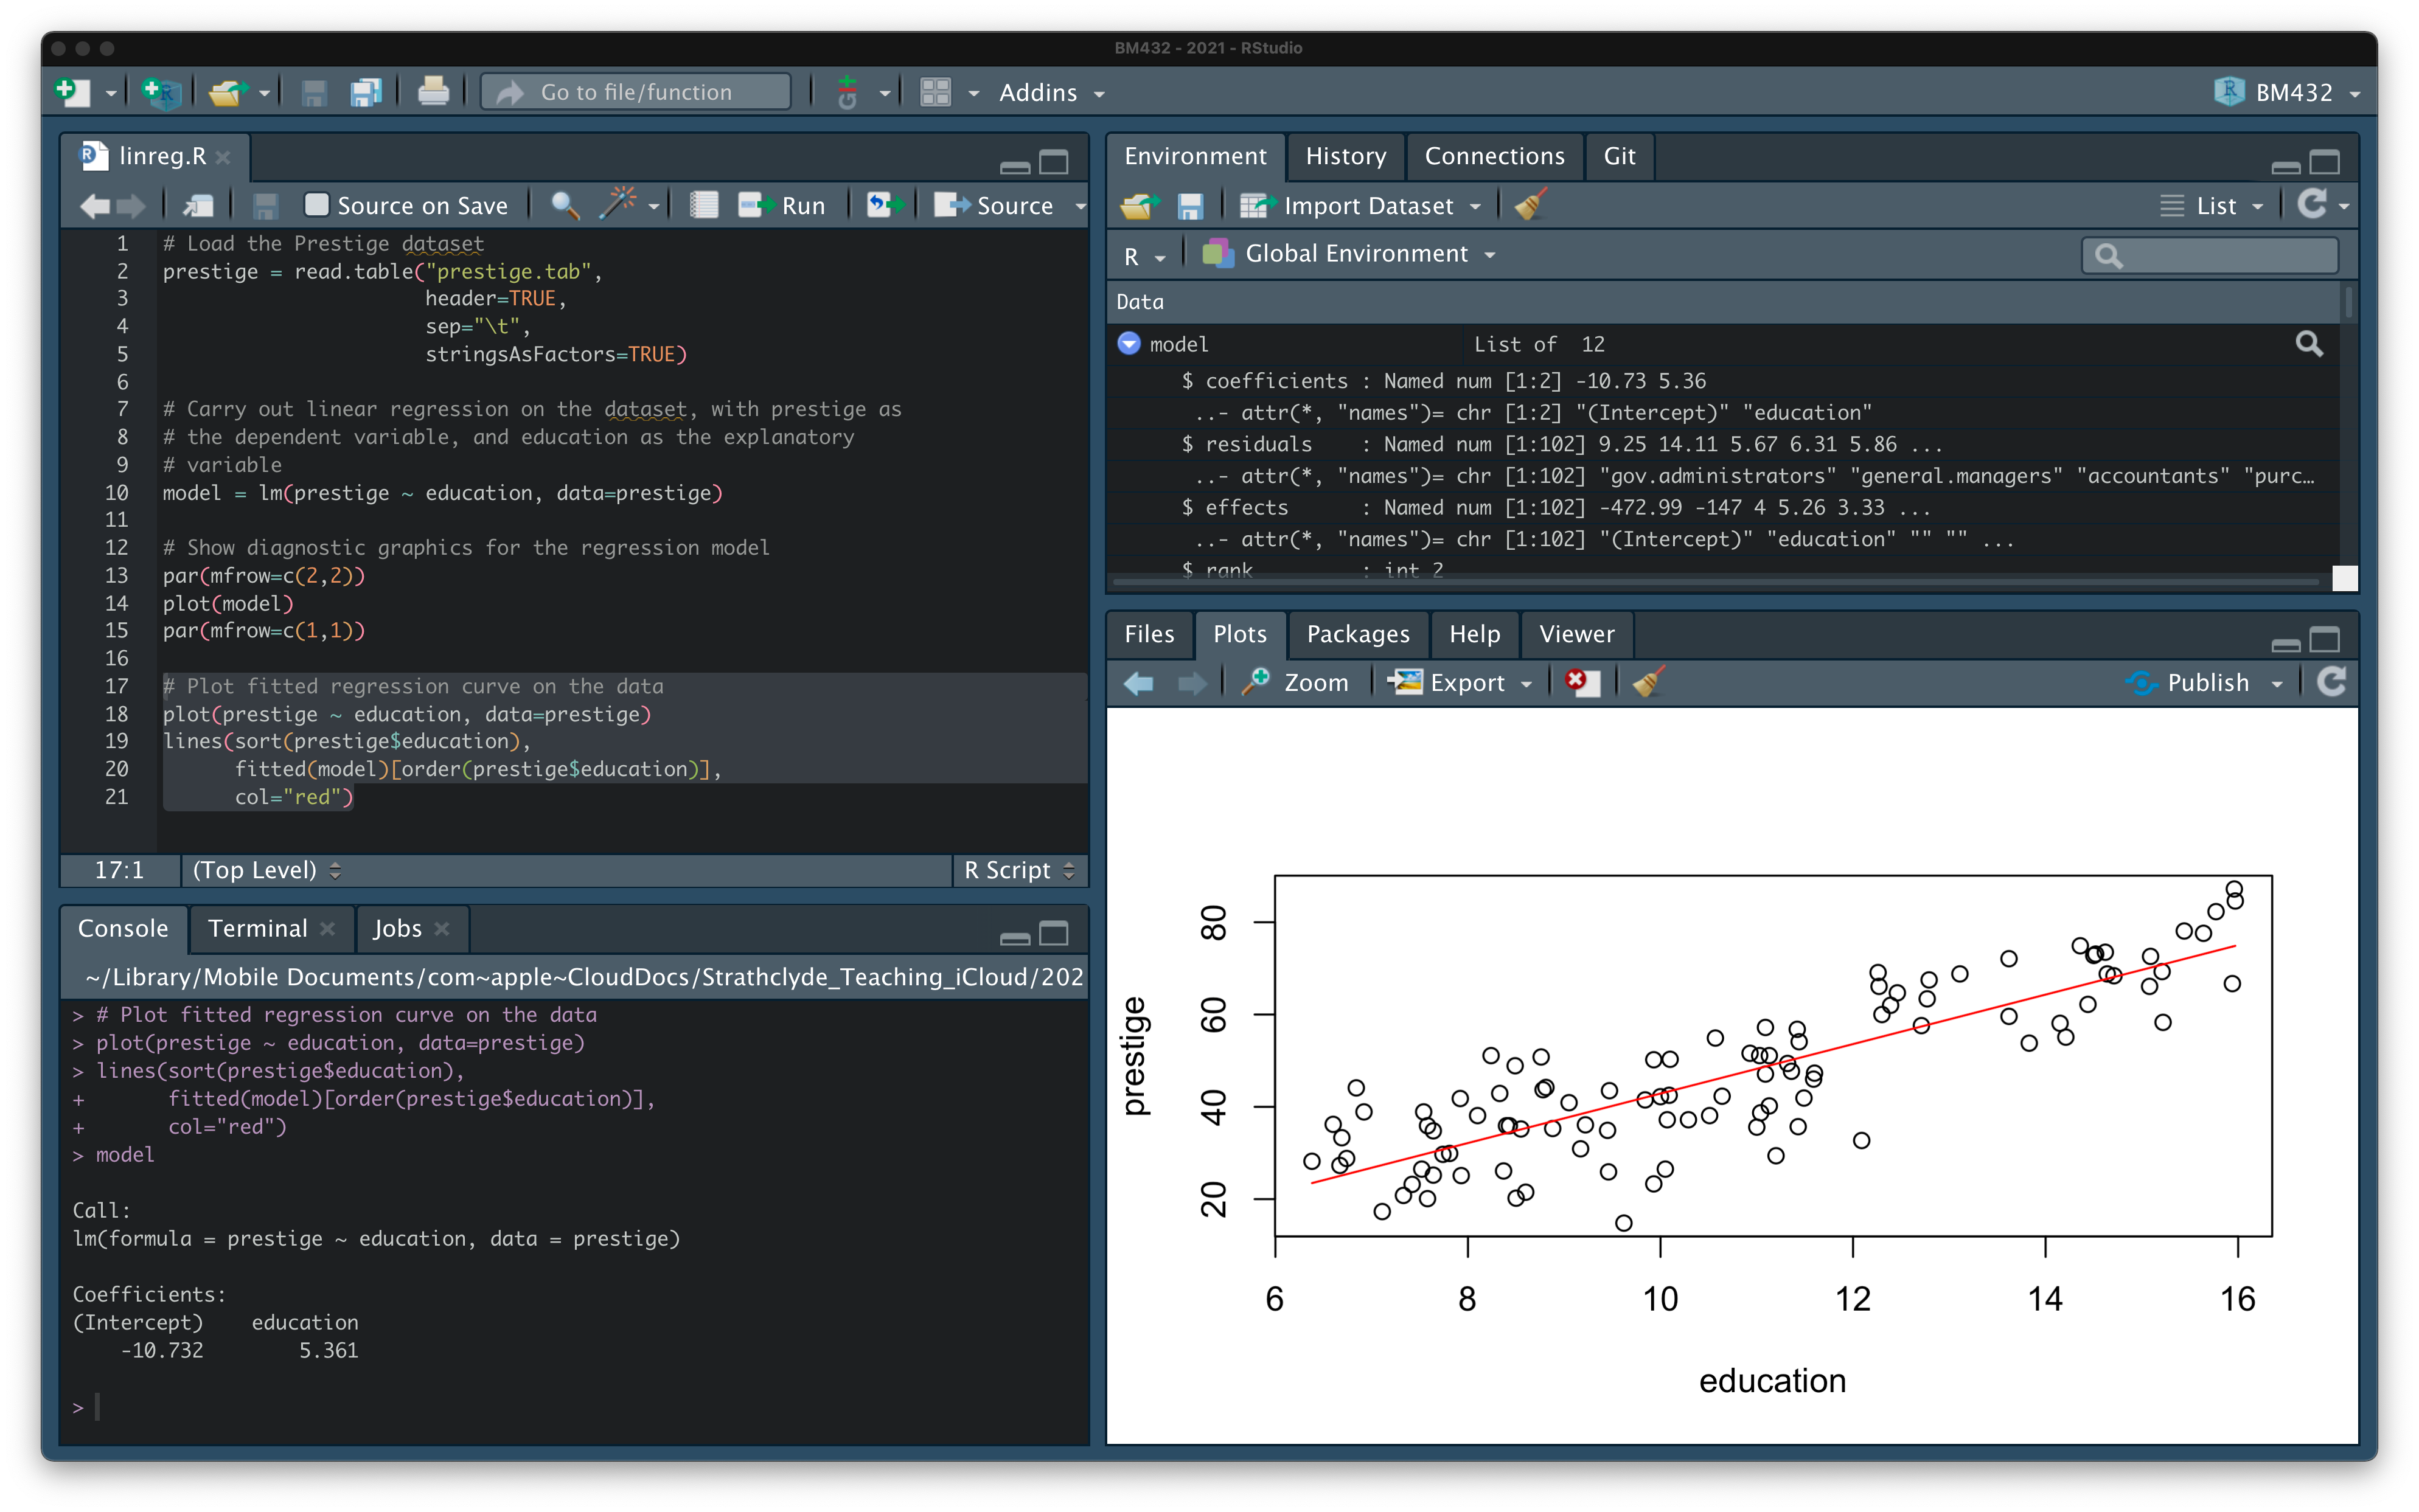 BM432 - 2021 - RStudio
Go to file/function
Git
Addins
R BM432
linreg.R
Source on Save
Run
Source
1 # Load the Prestige dataset
2 prestige = read.table("prestige.tab",
3 header=TRUE,
4 sep="\t",
5 stringsAsFactors=TRUE)
6
7 # Carry out linear regression on the dataset, with prestige as
8 # the dependent variable, and education as the explanatory
9 # variable
10 model = lm(prestige ~ education, data=prestige)
11
12 # Show diagnostic graphics for the regression model
13 par(mfrow=c(2,2))
14 plot(model)
15 par(mfrow=c(1,1))
16
17 # Plot fitted regression curve on the data
18 plot(prestige ~ education, data=prestige)
19 lines(sort(prestige$education),
20 fitted(model)[order(prestige$education)],
21 col="red")
17:1 (Top Level) R Script
Console Terminal Jobs
~/Library/Mobile Documents/com~apple~CloudDocs/Strathclyde_Teaching_iCloud/202
> # Plot fitted regression curve on the data
> plot(prestige ~ education, data=prestige)
> lines(sort(prestige$education),
+ fitted(model)[order(prestige$education)],
+ col="red")
> model
Call:
lm(formula = prestige ~ education, data = prestige)
Coefficients:
(Intercept) education
-10.732 5.361
>
Environment History Connections Git
Import Dataset List
R Global Environment
Data
model List of 12
$ coefficients : Named num [1:2] -10.73 5.36
..- attr(*, "names")= chr [1:2] "(Intercept)" "education"
$ residuals : Named num [1:102] 9.25 14.11 5.67 6.31 5.86 ...
..- attr(*, "names")= chr [1:102] "gov.administrators" "general.managers" "accountants" "purc…
$ effects : Named num [1:102] -472.99 -147 4 5.26 3.33 ...
..- attr(*, "names")= chr [1:102] "(Intercept)" "education" "" "" ...
$ rank : int 2
Files Plots Packages Help Viewer
Zoom Export Publish
prestige
80
60
40
20
6 8 10 12 14 16
education